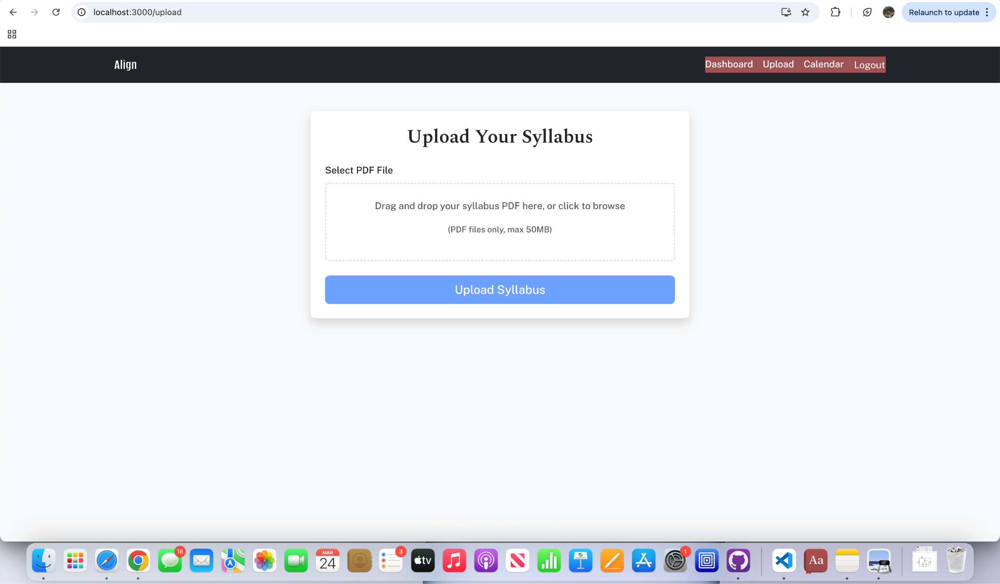 localhost:3000/upload
Relaunch to update
Align
Dashboard Upload Calendar Logout
Upload Your Syllabus
Select PDF File
Drag and drop your syllabus PDF here, or click to browse
(PDF files only, max 50MB)
Upload Syllabus
© 2025 Align - Team Atomic Thunder
18
MAR
24
3
tv
1
Aa